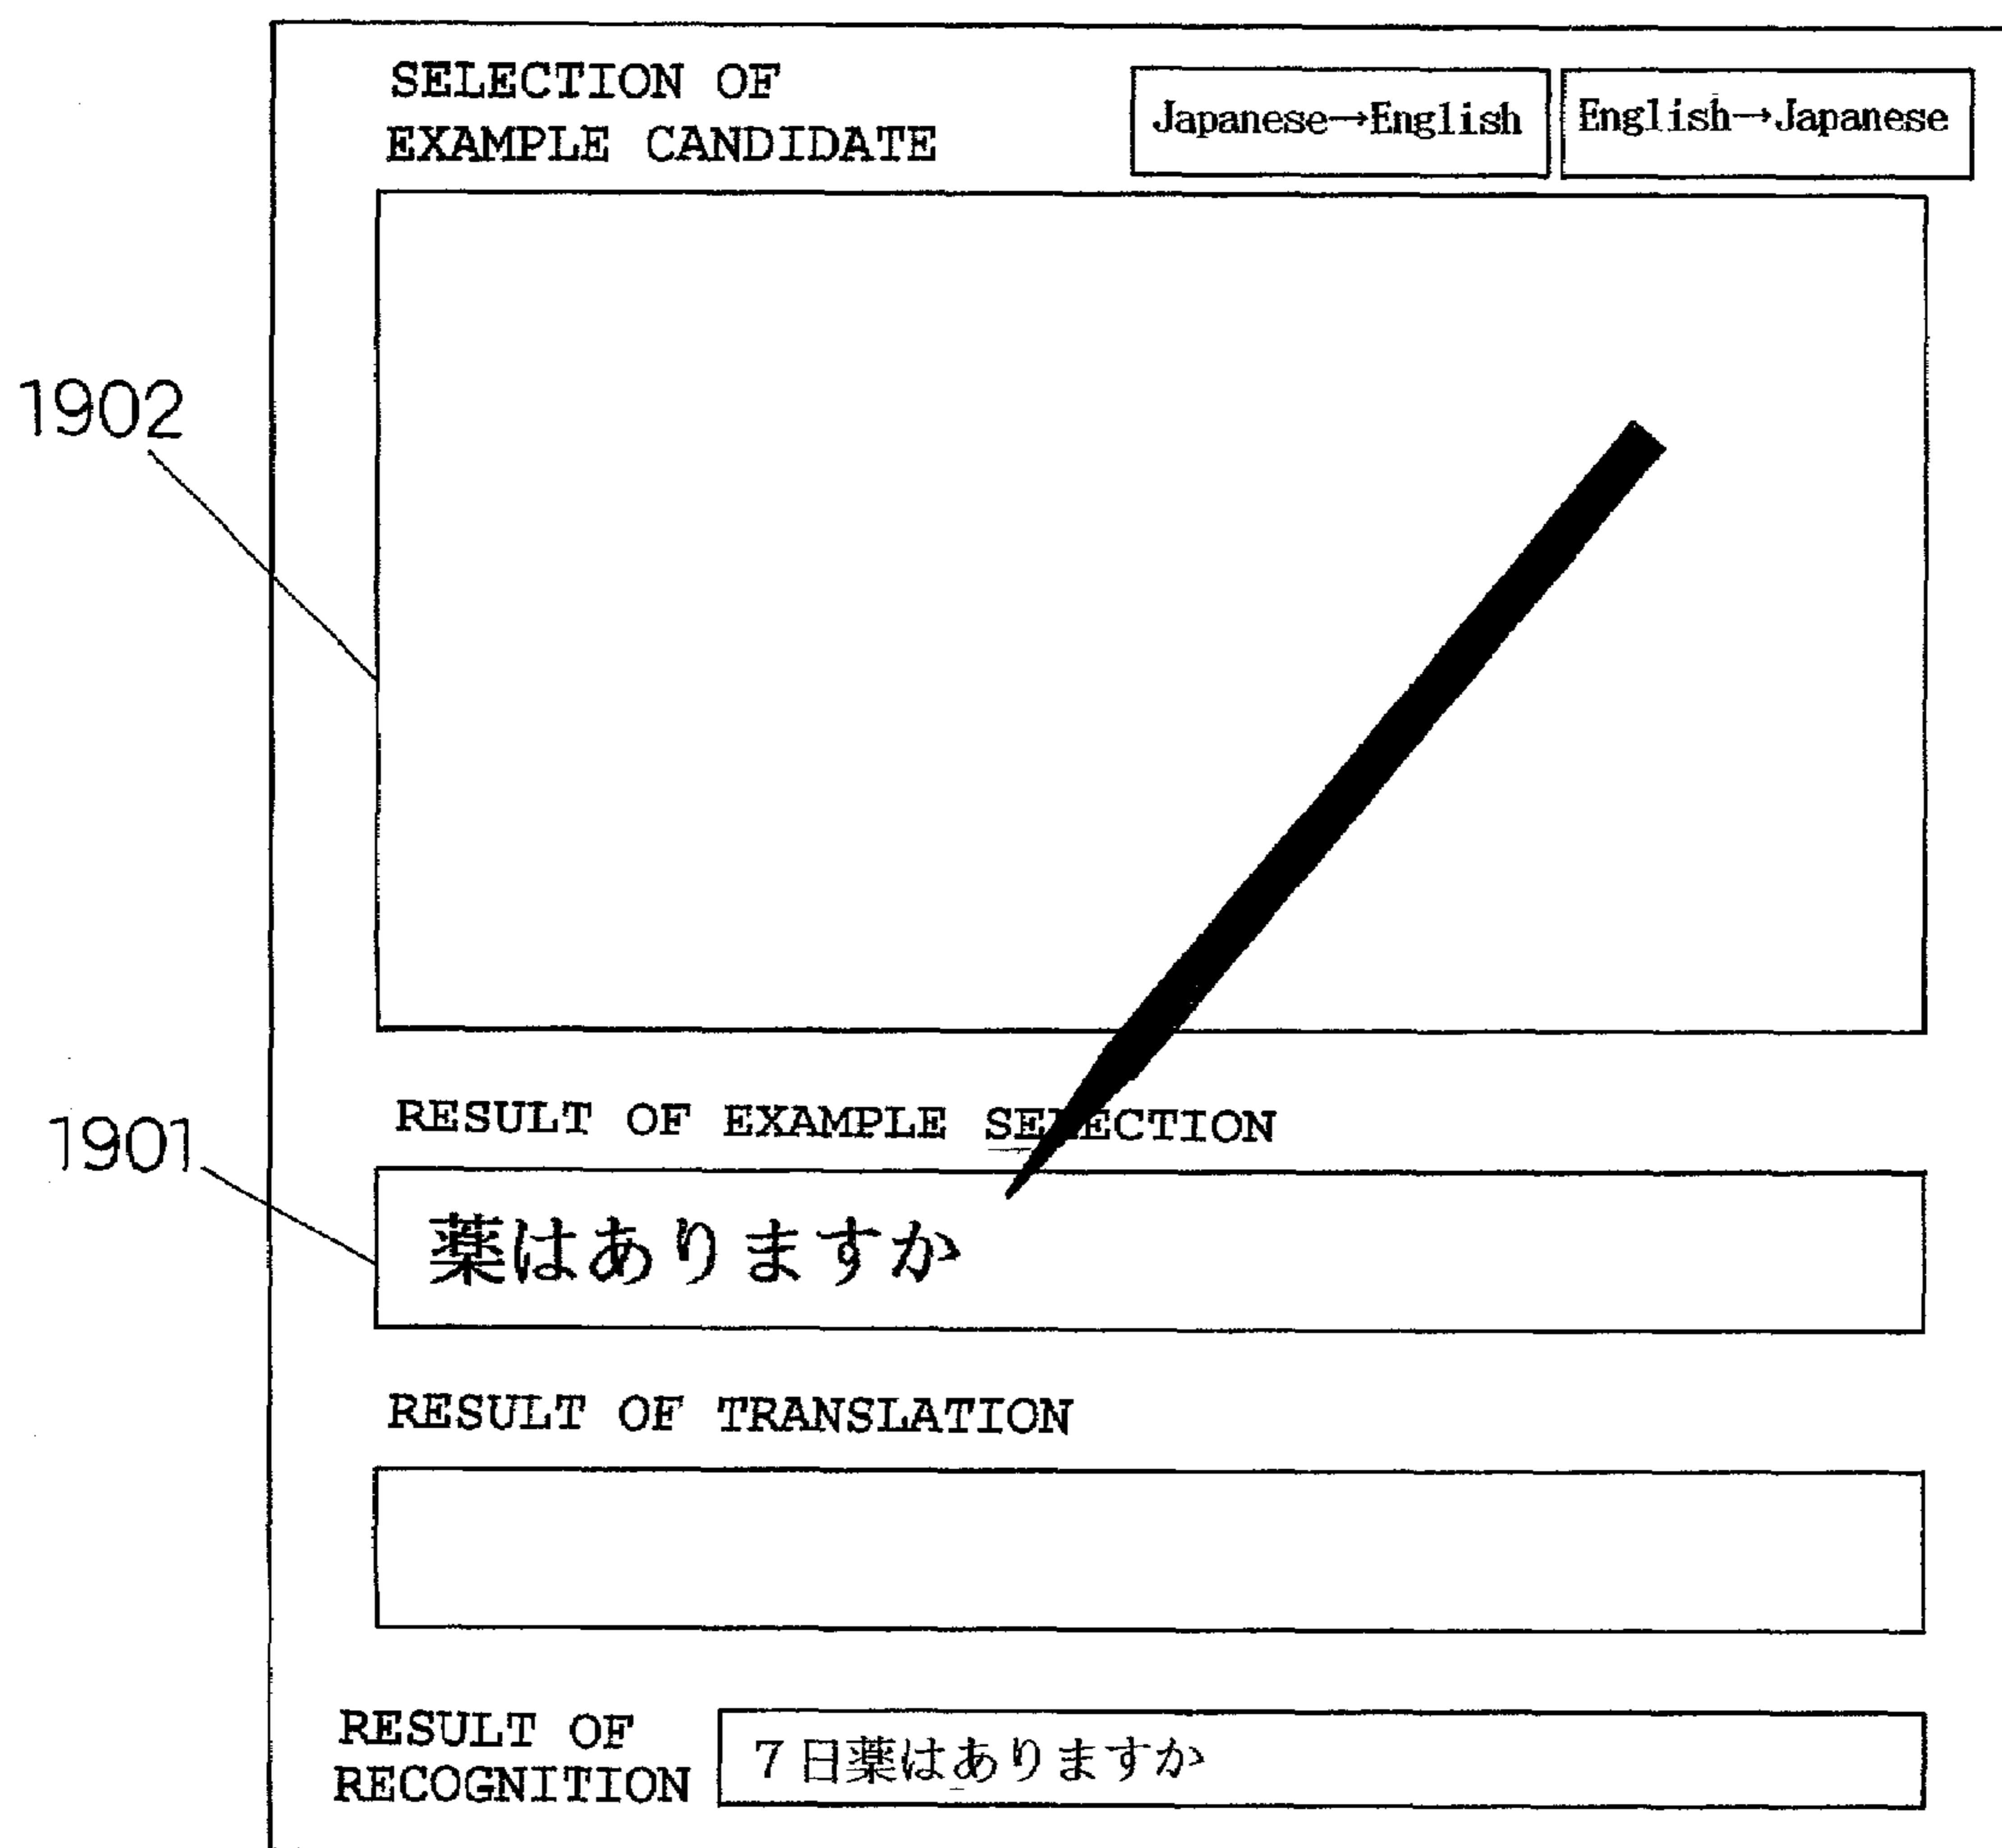 SELECTION OF
EXAMPLE CANDIDATE
Japanese→English
English→Japanese
1902
RESULT OF EXAMPLE SELECTION
1901
薬はありますか
RESULT OF TRANSLATION
RESULT OF
RECOGNITION
7日薬はありますか